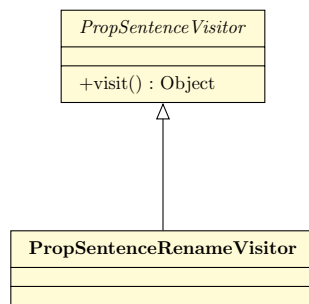 PropSentenceVisitor
+visit() : Object
PropSentenceRenameVisitor